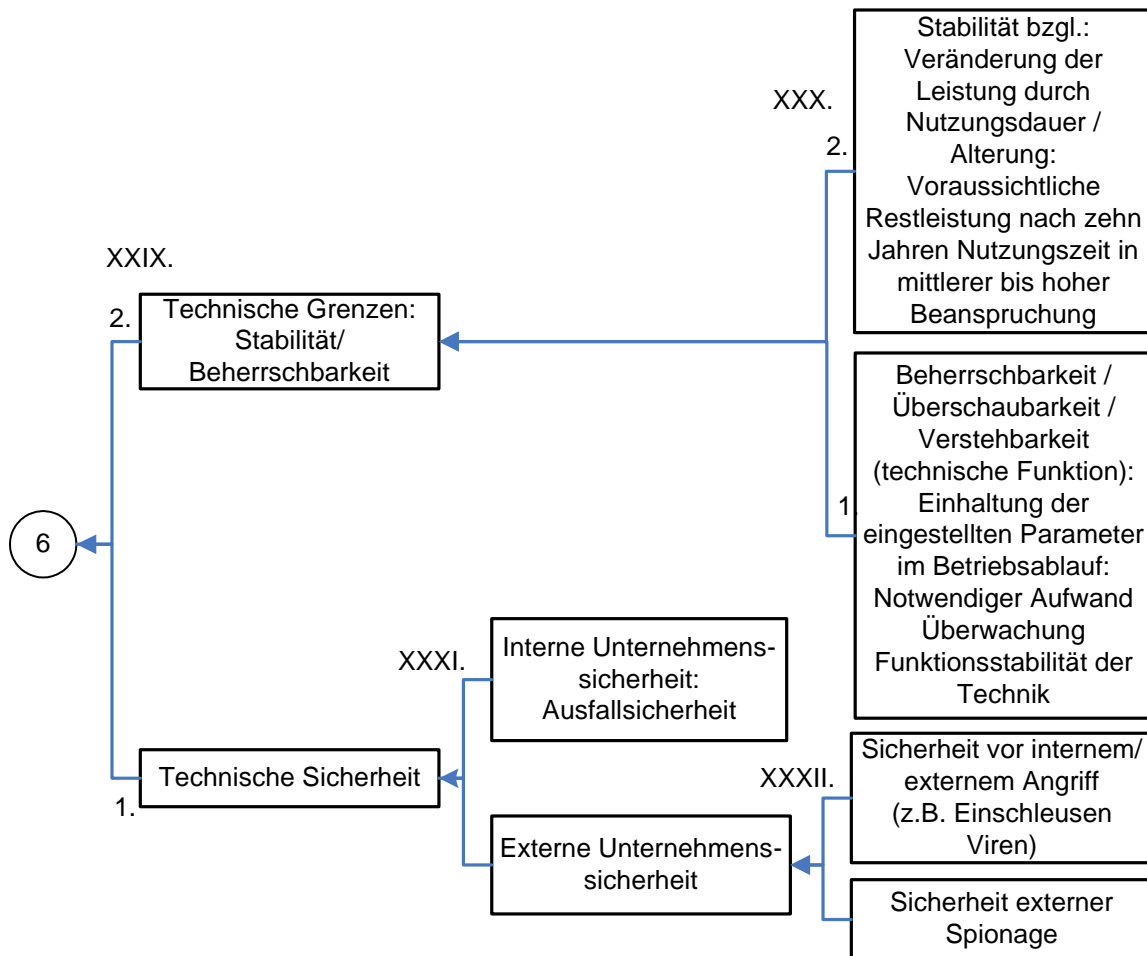 XXX.
2.
Stabilität bzgl.:
Veränderung der
Leistung durch
Nutzungsdauer /
Alterung:
Voraussichtliche
Restleistung nach zehn
Jahren Nutzungszeit in
mittlerer bis hoher
Beanspruchung
XXIX.
2.
Technische Grenzen:
Stabilität/
Beherrschbarkeit
1.
Beherrschbarkeit /
Überschaubarkeit /
Verstehbarkeit
(technische Funktion):
Einhaltung der
eingestellten Parameter
im Betriebsablauf:
Notwendiger Aufwand
Überwachung
Funktionsstabilität der
Technik
6
XXXI.
Interne Unternehmens-
sicherheit:
Ausfallsicherheit
Technische Sicherheit
1.
XXXII.
Sicherheit vor internem/
externem Angriff
(z.B. Einschleusen
Viren)
Externe Unternehmens-
sicherheit
Sicherheit externer
Spionage